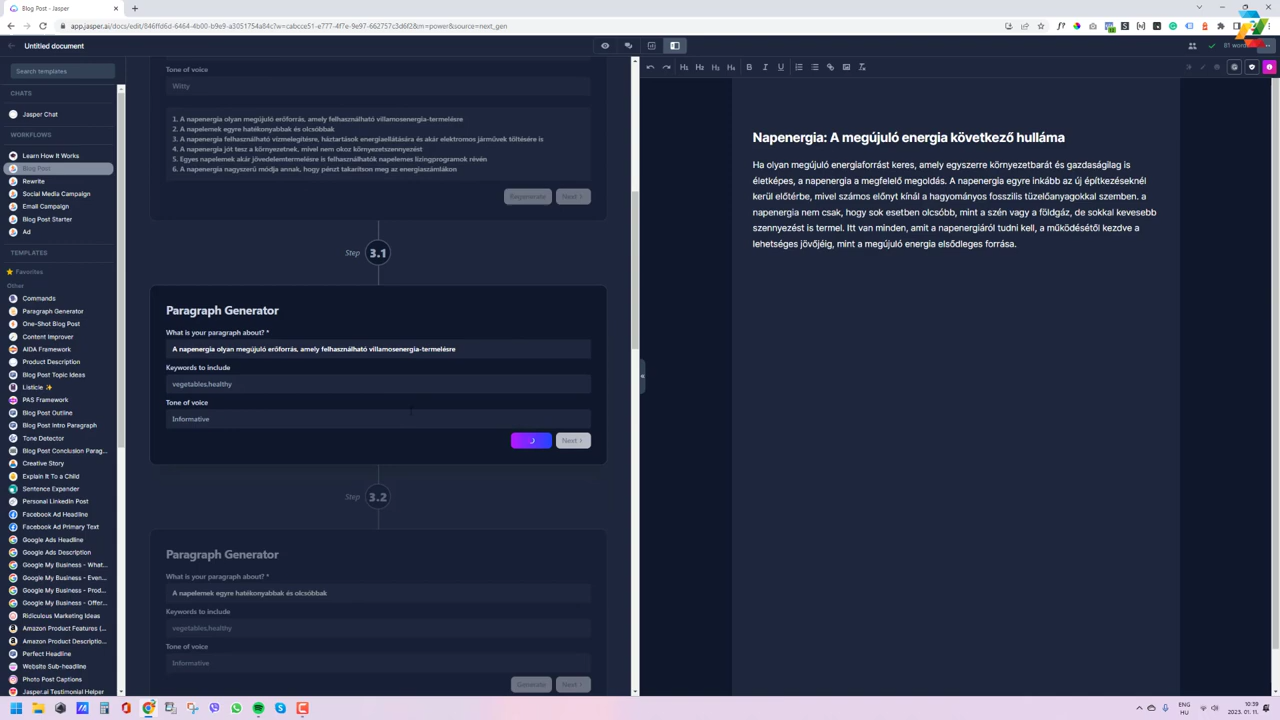 Blog Post - Jasper
app.jasper.ai/docs/edit/846ffd6d-6464-4b00-b9e9-2031051754a84c?w=cabcce51-e777-4f7e-9e97-662757c3d6f2&m=power&source=next_gen
Untitled document
81 words
Search templates
CHATS
Jasper Chat
WORKFLOWS
Learn How It Works
Blog Post
Rewrite
Social Media Campaign
Email Campaign
Blog Post Starter
Ad
TEMPLATES
Favorites
Other
Commands
Paragraph Generator
One-Shot Blog Post
Content Improver
AIDA Framework
Product Description
Blog Post Topic Ideas
Listicle
PAS Framework
Blog Post Outline
Blog Post Intro Paragraph
Tone Detector
Blog Post Conclusion Parag...
Creative Story
Explain It To a Child
Sentence Expander
Personal LinkedIn Post
Facebook Ad Headline
Facebook Ad Primary Text
Google Ads Headline
Google Ads Description
Google My Business - What...
Google My Business - Even...
Google My Business - Prod...
Google My Business - Offer...
Ridiculous Marketing Ideas
Amazon Product Features (...
Amazon Product Descriptio...
Perfect Headline
Website Sub-headline
Photo Post Captions
Jasper.ai Testimonial Helper
Tone of voice
Witty
1. A napenergia olyan megújuló erőforrás, amely felhasználható villamosenergia-termelésre
2. A napelemek egyre hatékonyabbak és olcsóbbak
3. A napenergia felhasználható vízmelegítésre, háztartások energiaellátására és akár elektromos járművek töltésére is
4. A napenergia jót tesz a környezetnek, mivel nem okoz környezetszennyezést
5. Egyes napelemek akár jövedelemtermelésre is felhasználhatók napelemes lízingprogramok révén
6. A napenergia nagyszerű módja annak, hogy pénzt takarítson meg az energiaszámlákon
Regenerate
Next >
Step 3.1
Paragraph Generator
What is your paragraph about? *
A napenergia olyan megújuló erőforrás, amely felhasználható villamosenergia-termelésre
Keywords to include
vegetables,healthy
Tone of voice
Informative
Next >
Step 3.2
Paragraph Generator
What is your paragraph about? *
A napelemek egyre hatékonyabbak és olcsóbbak
Keywords to include
vegetables,healthy
Tone of voice
Informative
Generate
Next >
H1 H2 H3 H4 B I U
Napenergia: A megújuló energia következő hulláma
Ha olyan megújuló energiaforrást keres, amely egyszerre környezetbarát és gazdaságilag is
életképes, a napenergia a megfelelő megoldás. A napenergia egyre inkább az új építkezéseknél
kerül előtérbe, mivel számos előnyt kínál a hagyományos fosszilis tüzelőanyagokkal szemben. a
napenergia nem csak, hogy sok esetben olcsóbb, mint a szén vagy a földgáz, de sokkal kevesebb
szennyezést is termel. Itt van minden, amit a napenergiáról tudni kell, a működésétől kezdve a
lehetséges jövőjéig, mint a megújuló energia elsődleges forrása.
ENG
HU
10:39
2023. 01. 11.